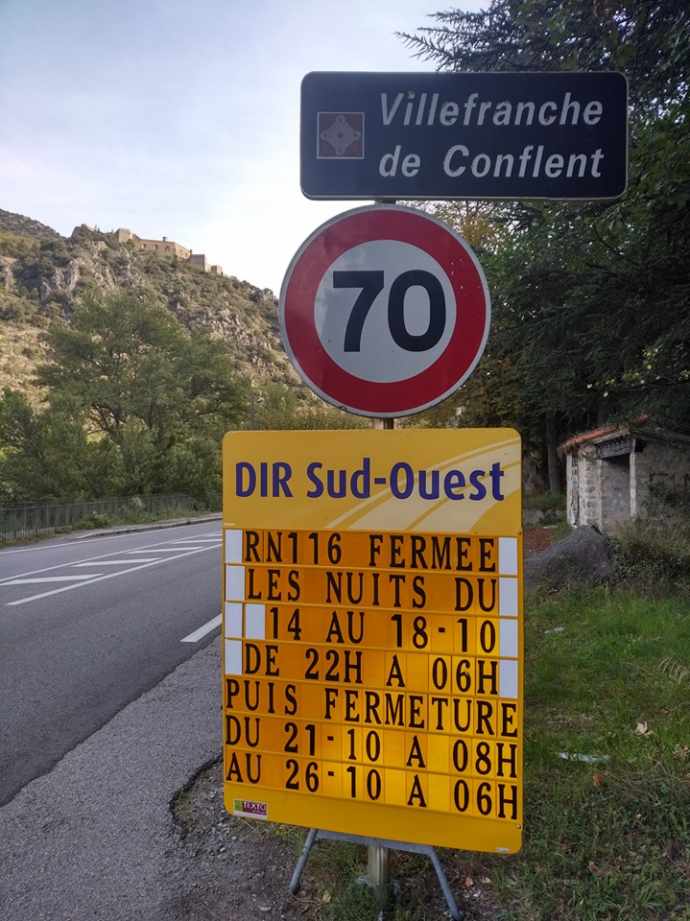 Villefranche
de Conflent
70
DIR Sud-Ouest
RN116 FERMEE
LES NUITS DU
14 AU 18-10
DE 22H A 06H
PUIS FERMETURE
DU 21-10 A 08H
AU 26-10 A 06H